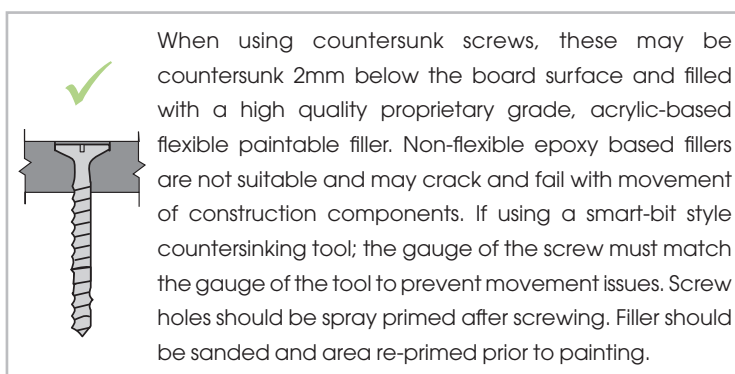 When using countersunk screws, these may be
countersunk 2mm below the board surface and filled
with a high quality proprietary grade, acrylic-based
flexible paintable filler. Non-flexible epoxy based fillers
are not suitable and may crack and fail with movement
of construction components. If using a smart-bit style
countersinking tool; the gauge of the screw must match
the gauge of the tool to prevent movement issues. Screw
holes should be spray primed after screwing. Filler should
be sanded and area re-primed prior to painting.